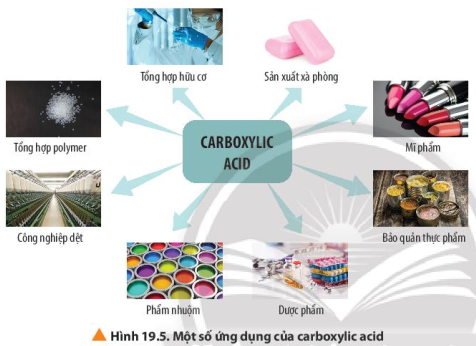 Tổng hợp hữu cơ
Sản xuất xà phòng
Tổng hợp polymer
CARBOXYLIC
ACID
Mĩ phẩm
Công nghiệp dệt
Bảo quản thực phẩm
Phẩm nhuộm
Dược phẩm
Hình 19.5. Một số ứng dụng của carboxylic acid